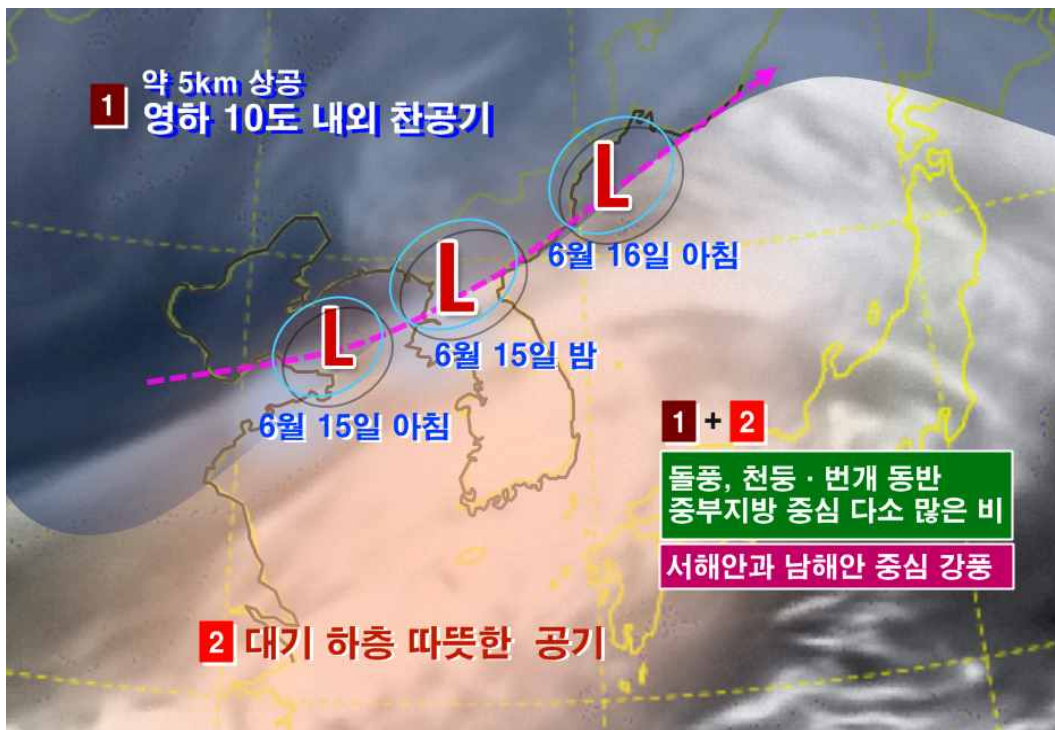 1
약 5km 상공
영하 10도 내외 찬공기
L
6월 16일 아침
L
6월 15일 밤
L
6월 15일 아침
1 + 2
돌풍, 천둥 · 번개 동반
중부지방 중심 다소 많은 비
서해안과 남해안 중심 강풍
2 대기 하층 따뜻한 공기